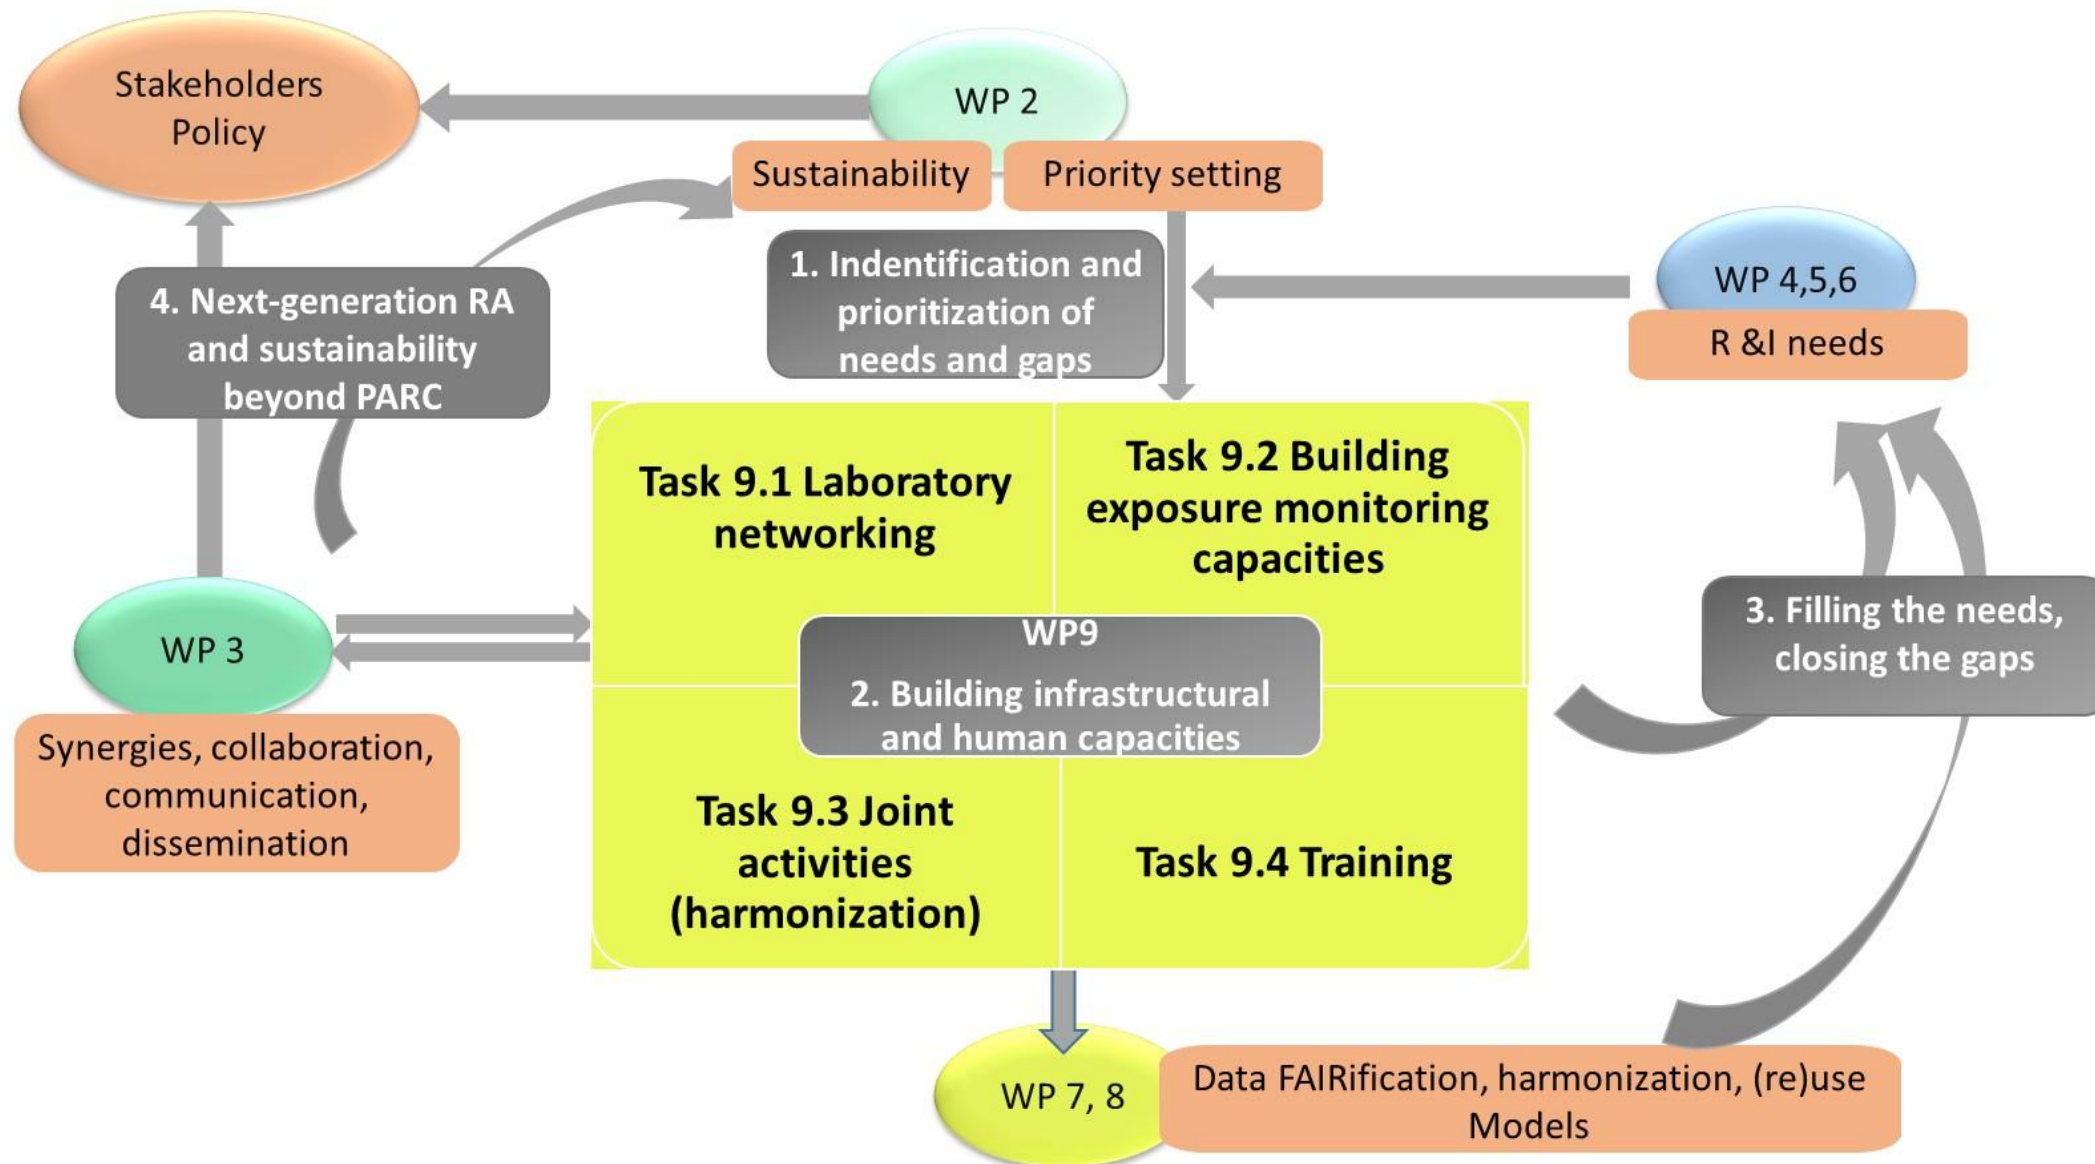 Stakeholders
Policy
WP 2
Sustainability
Priority setting
1. Indentification and
prioritization of
needs and gaps
WP 4,5,6
R &I needs
4. Next-generation RA
and sustainability
beyond PARC
Task 9.1 Laboratory
networking
Task 9.2 Building
exposure monitoring
capacities
WP 3
Synergies, collaboration,
communication,
dissemination
WP9
2. Building infrastructural
and human capacities
3. Filling the needs,
closing the gaps
Task 9.3 Joint
activities
(harmonization)
Task 9.4 Training
WP 7, 8
Data FAIRification, harmonization, (re)use
Models